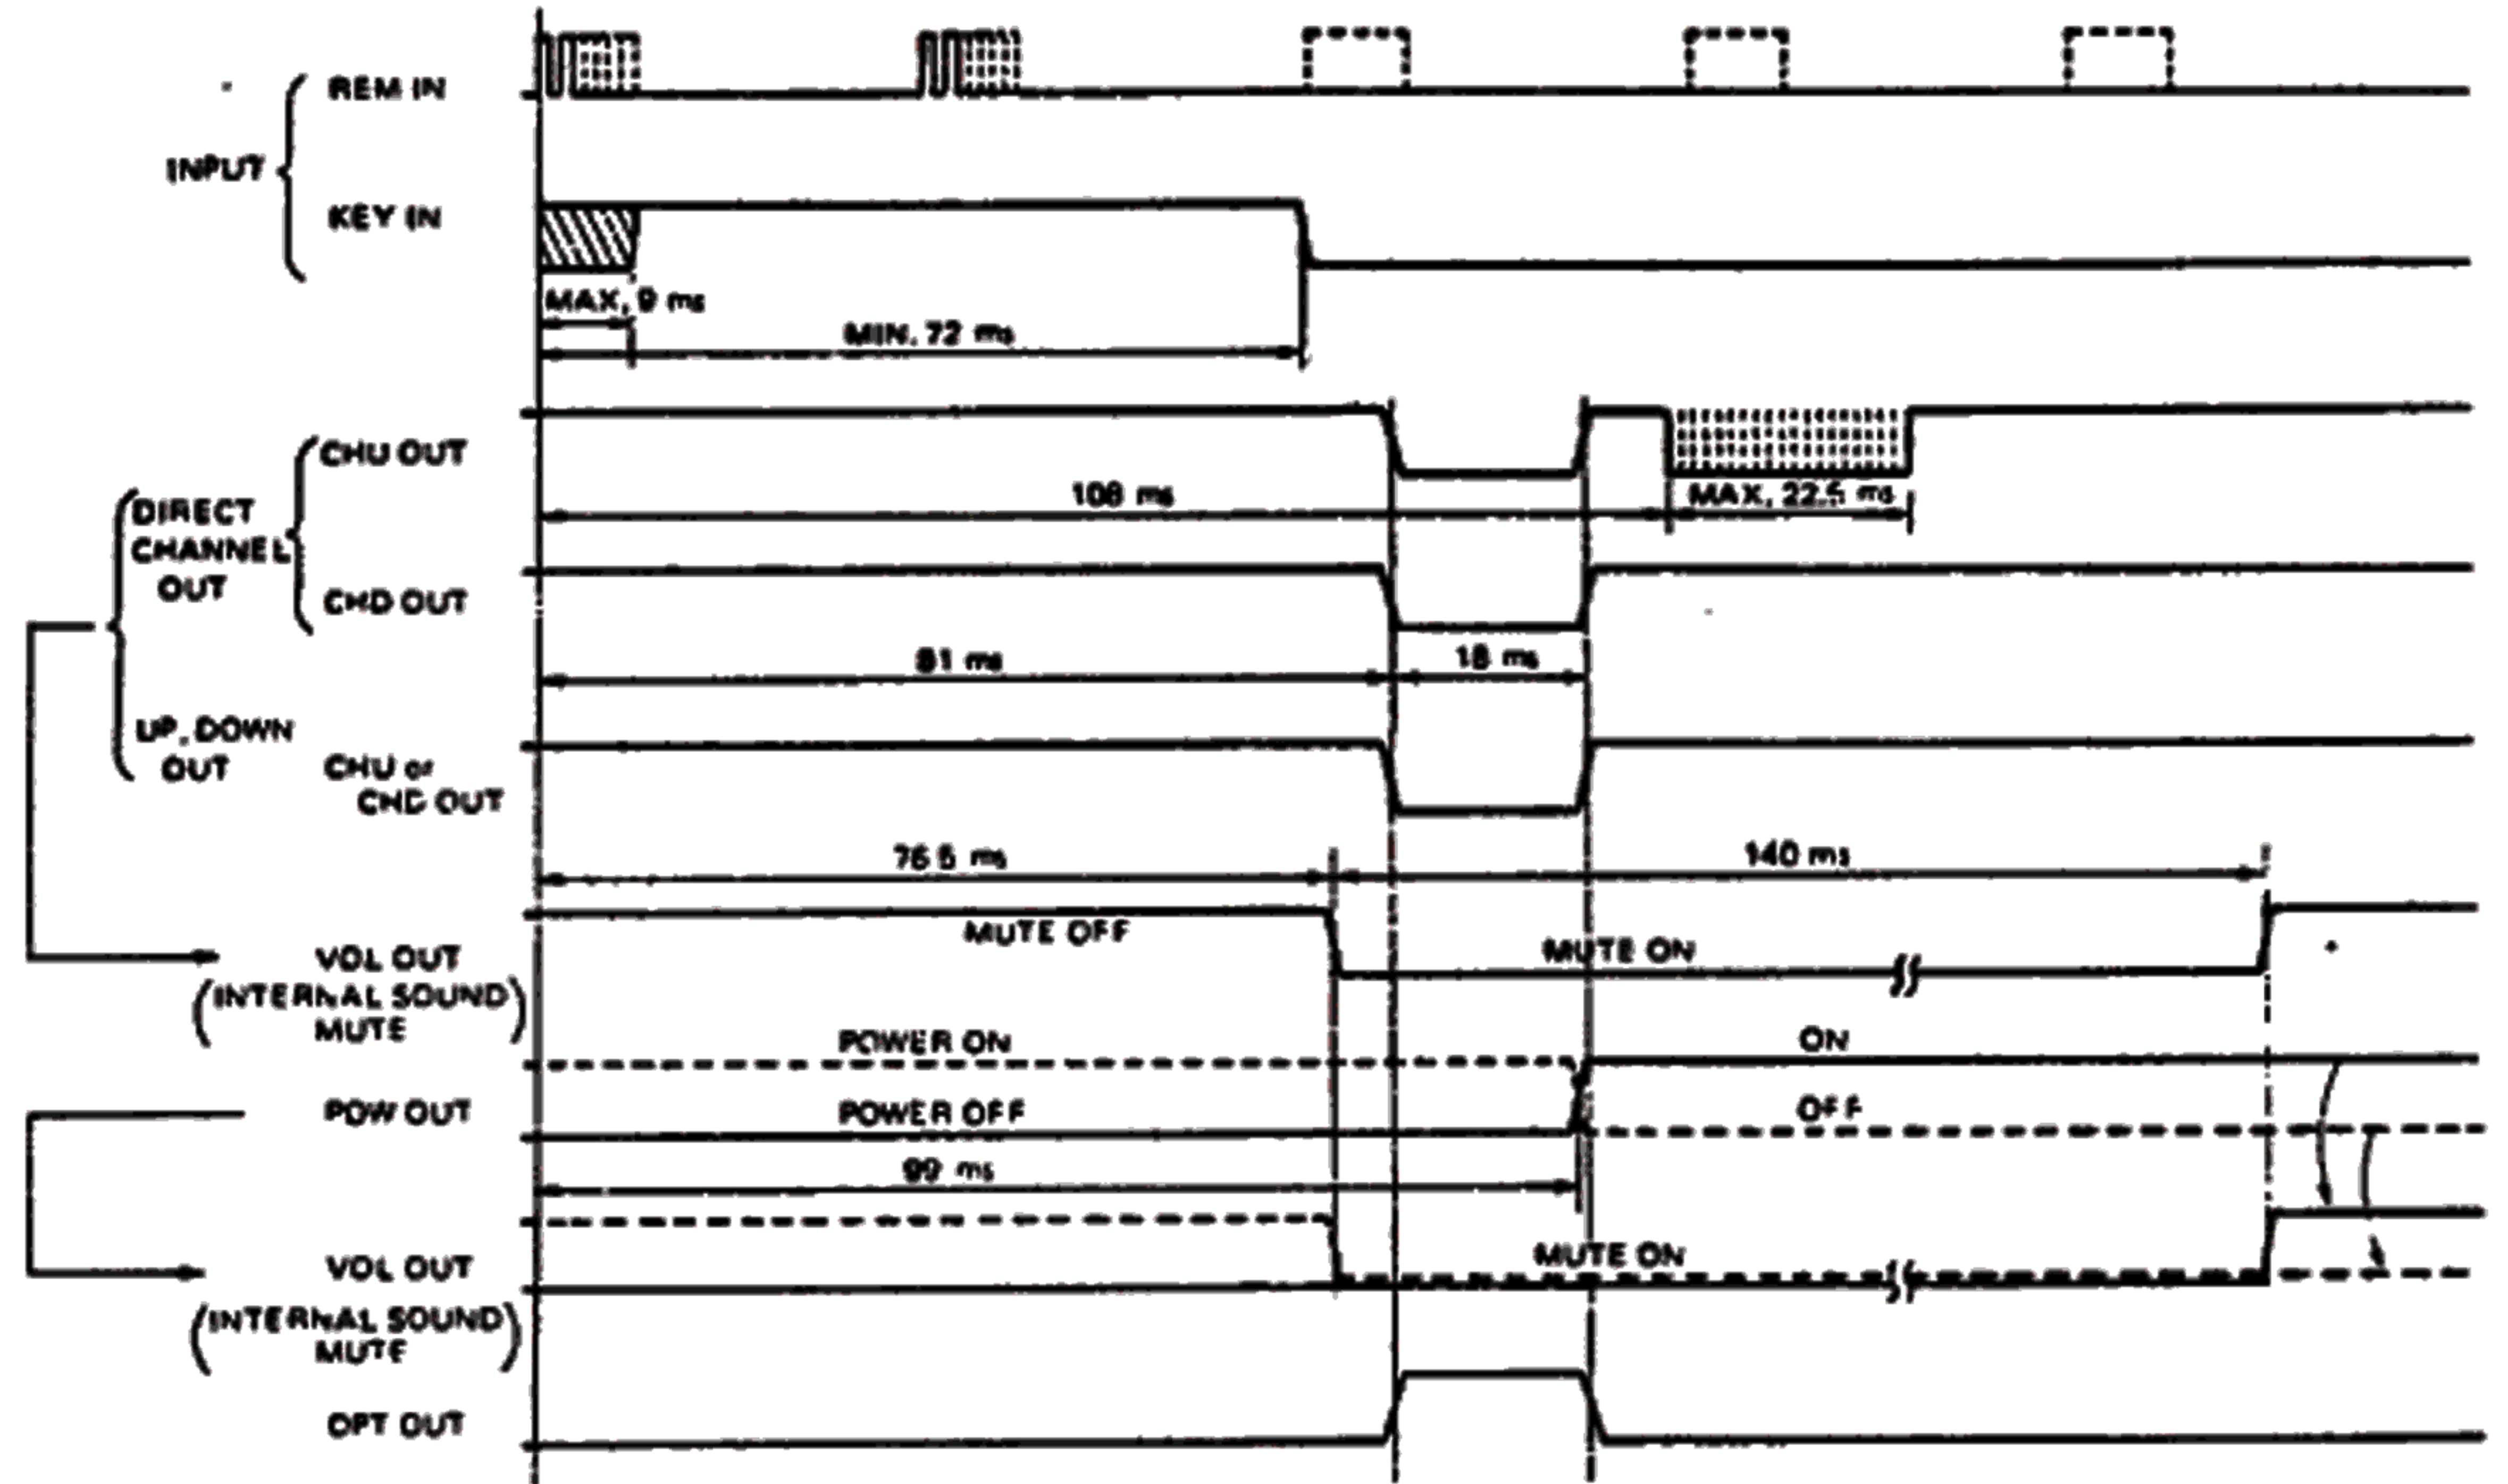 REM IN
INPUT
KEY IN
MAX, 9 ms
MIN. 72 ms
CHU OUT
108 ms
MAX, 22.5 ms
DIRECT
CHANNEL
OUT
CHD OUT
81 ms
18 ms
UP, DOWN
OUT
CHU or
CHD OUT
76.5 ms
140 ms
MUTE OFF
MUTE ON
VOL OUT
(INTERNAL SOUND
MUTE)
POWER ON
ON
POW OUT
POWER OFF
OFF
99 ms
MUTE ON
VOL OUT
(INTERNAL SOUND
MUTE)
OPT OUT